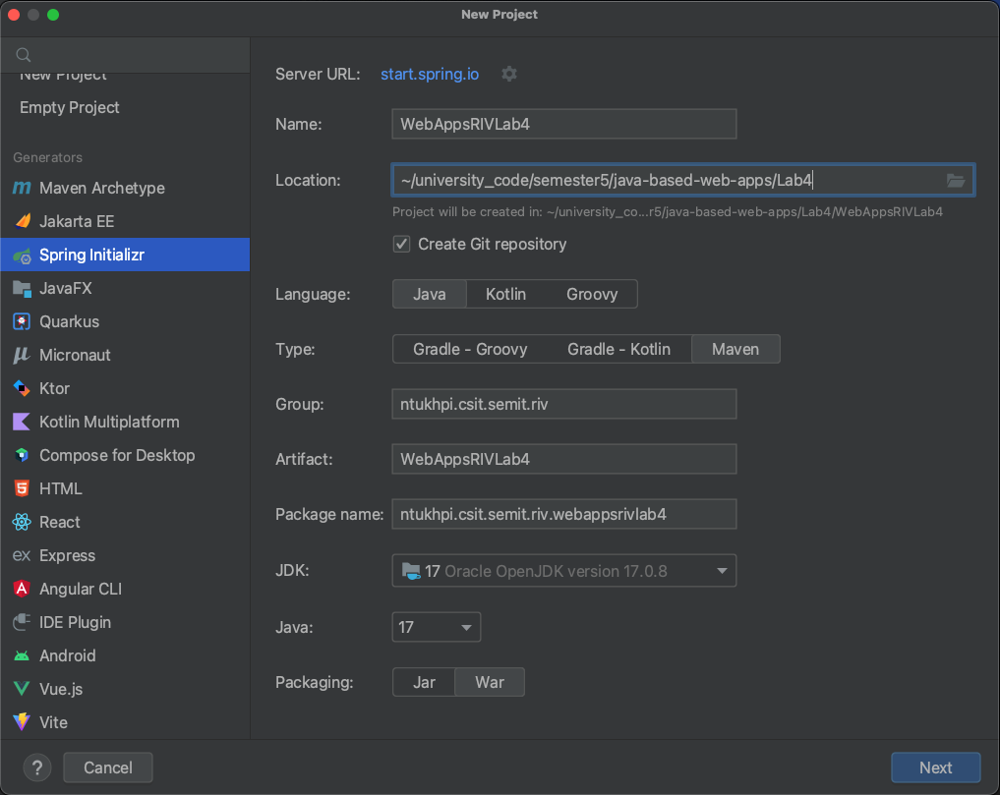 New Project
New Project
Empty Project
Generators
Maven Archetype
Jakarta EE
Spring Initializr
JavaFX
Quarkus
Micronaut
Ktor
Kotlin Multiplatform
Compose for Desktop
HTML
React
Express
Angular CLI
IDE Plugin
Android
Vue.js
Vite
Server URL: start.spring.io
Name: WebAppsRIVLab4
Location: ~/university_code/semester5/java-based-web-apps/Lab4
Project will be created in: ~/university_co...r5/java-based-web-apps/Lab4/WebAppsRIVLab4
Create Git repository
Language: Java Kotlin Groovy
Type: Gradle - Groovy Gradle - Kotlin Maven
Group: ntukhpi.csit.semit.riv
Artifact: WebAppsRIVLab4
Package name: ntukhpi.csit.semit.riv.webappsrivlab4
JDK: 17 Oracle OpenJDK version 17.0.8
Java: 17
Packaging: Jar War
? Cancel Next